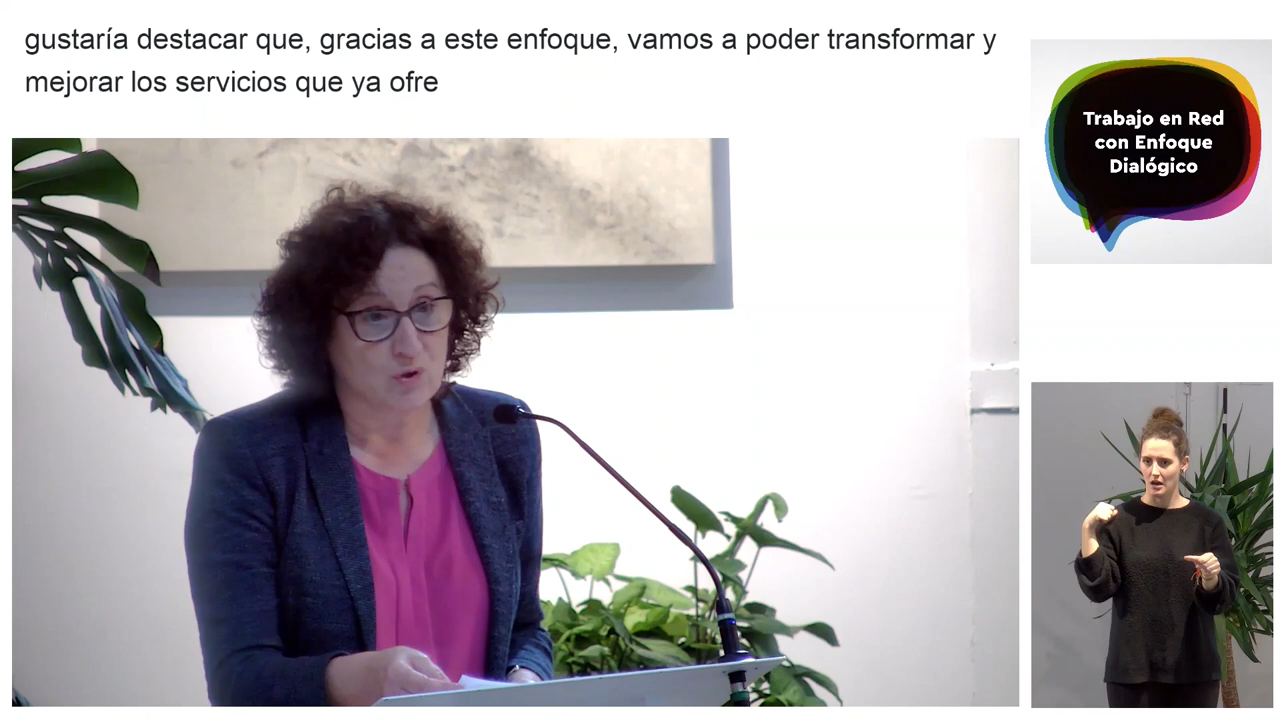 gustaría destacar que, gracias a este enfoque, vamos a poder transformar y
mejorar los servicios que ya ofre
Trabajo en Red
con Enfoque
Dialógico